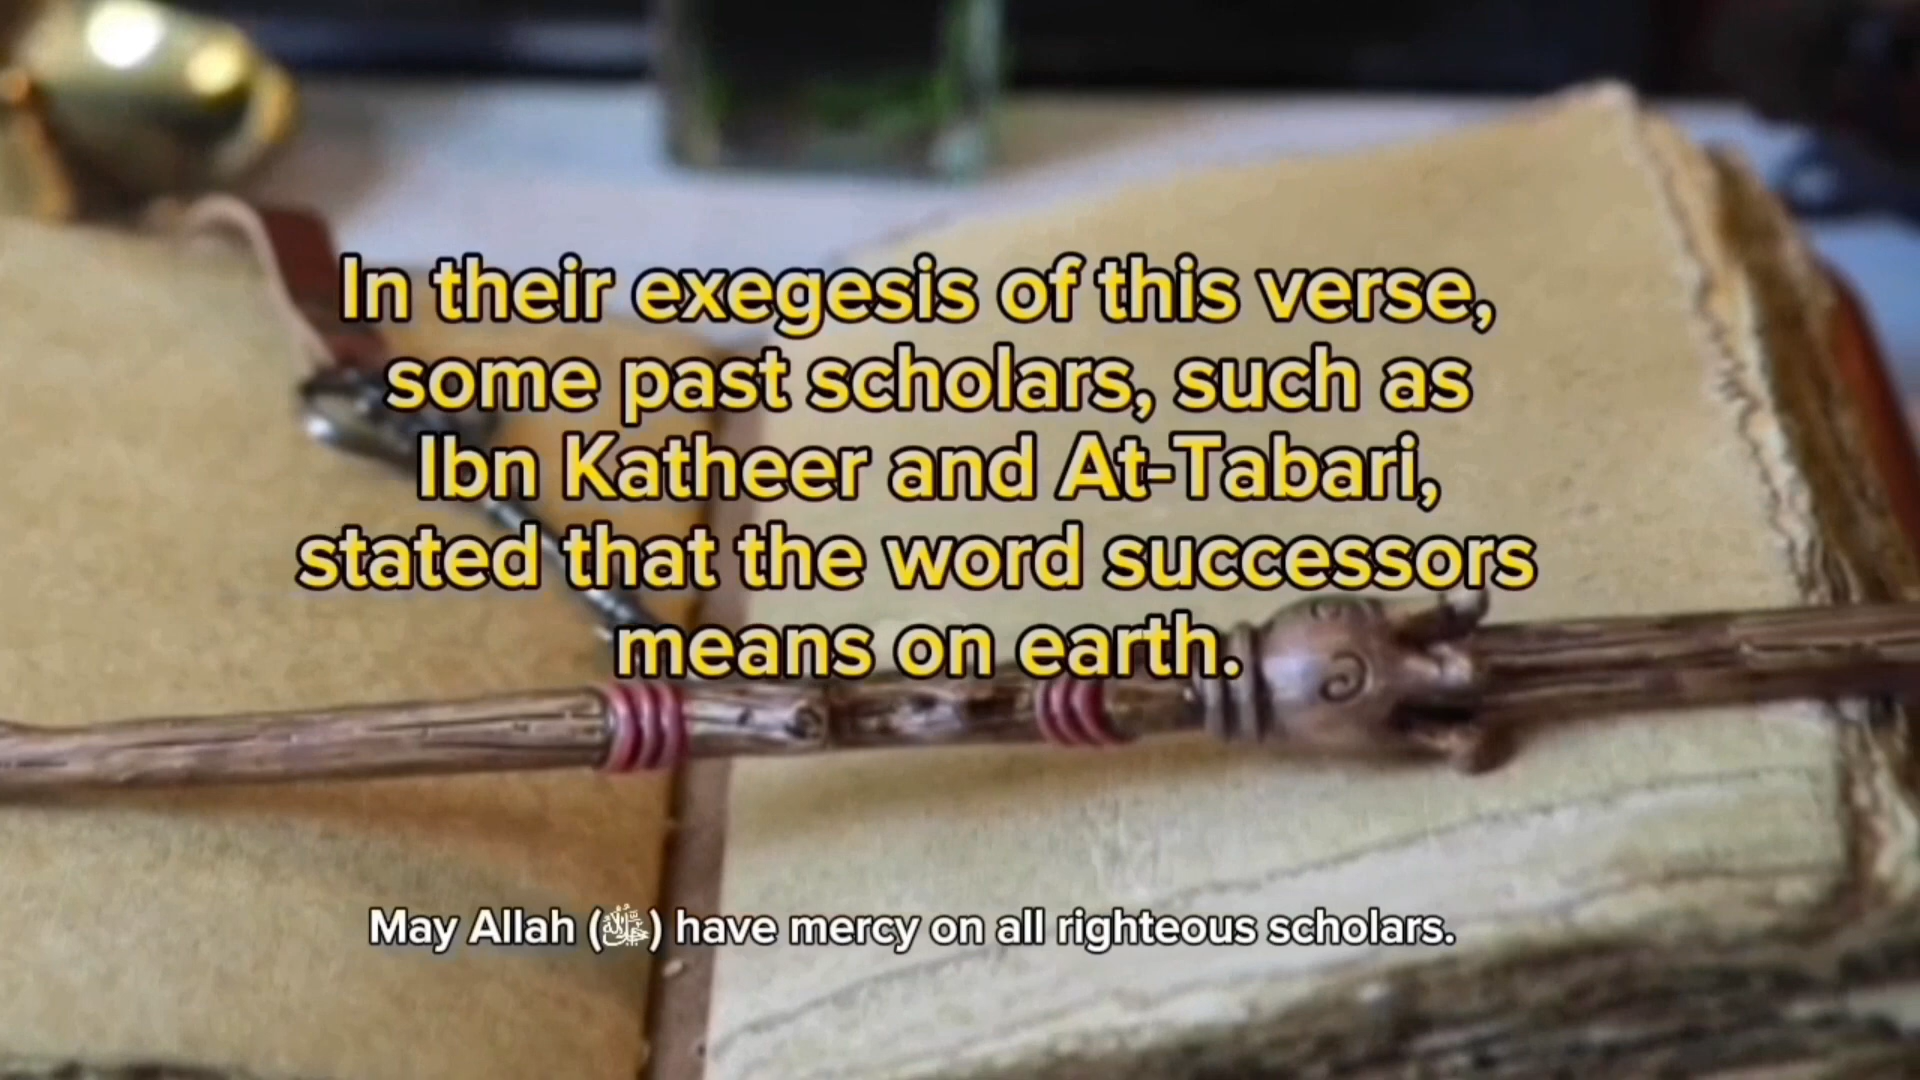 In their exegesis of this verse,
some past scholars, such as
Ibn Katheer and At-Tabari,
stated that the word successors
means on earth.
May Allah (ﷻ) have mercy on all righteous scholars.